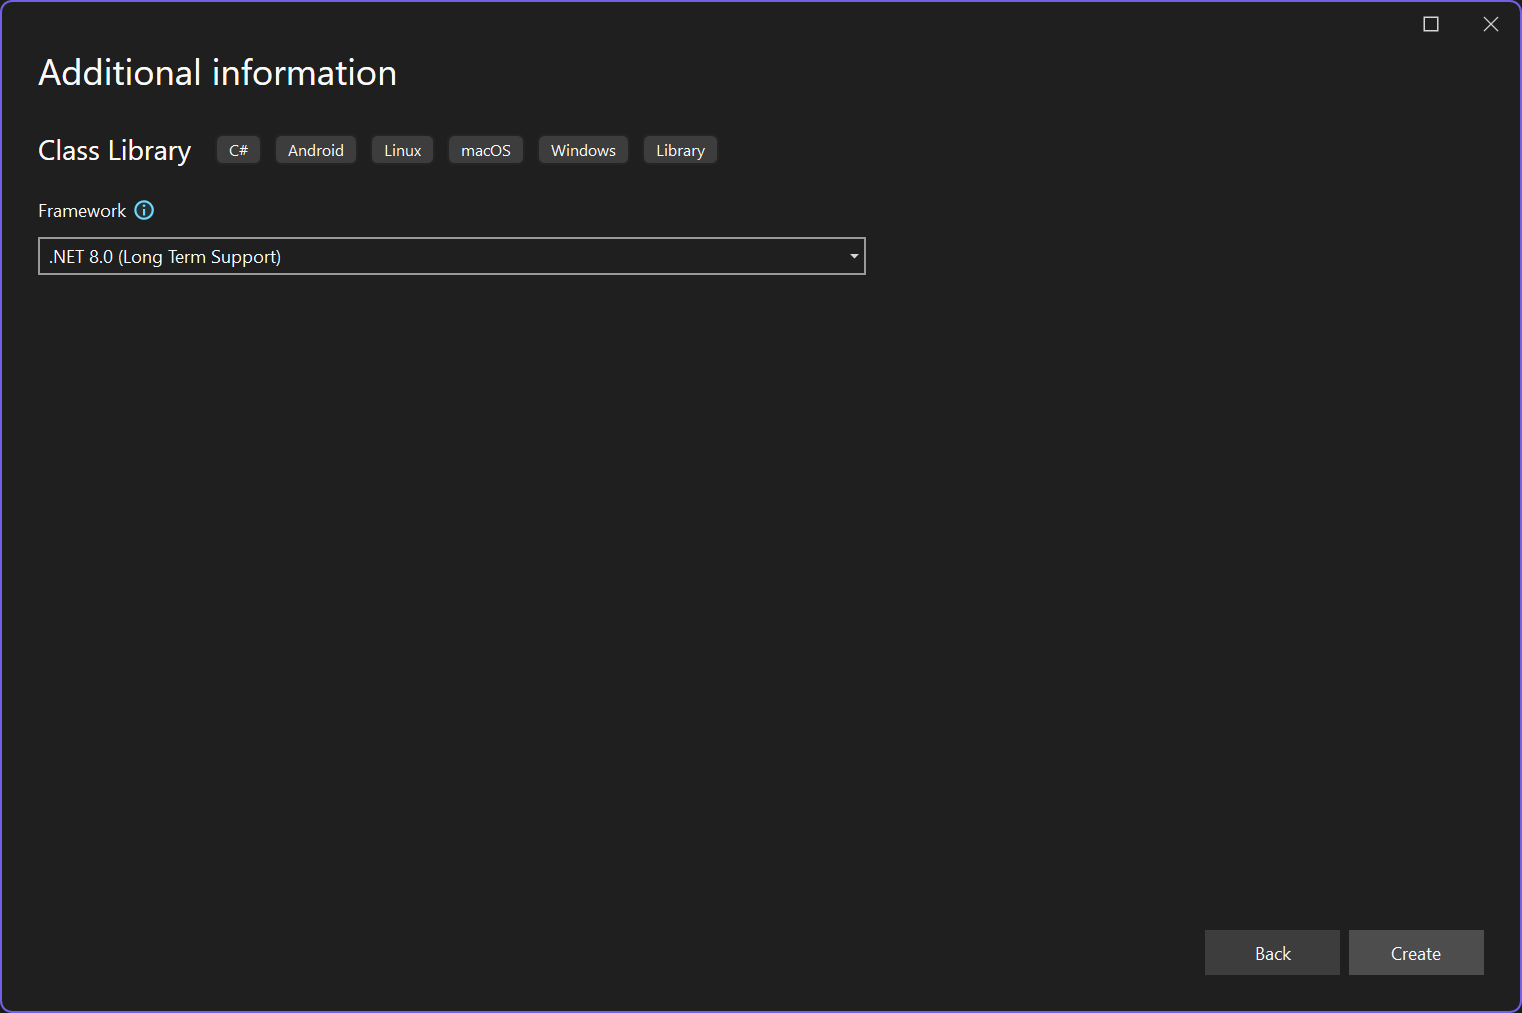 Additional information
Class Library C# Android Linux macOS Windows Library
Framework
.NET 8.0 (Long Term Support)
Back Create